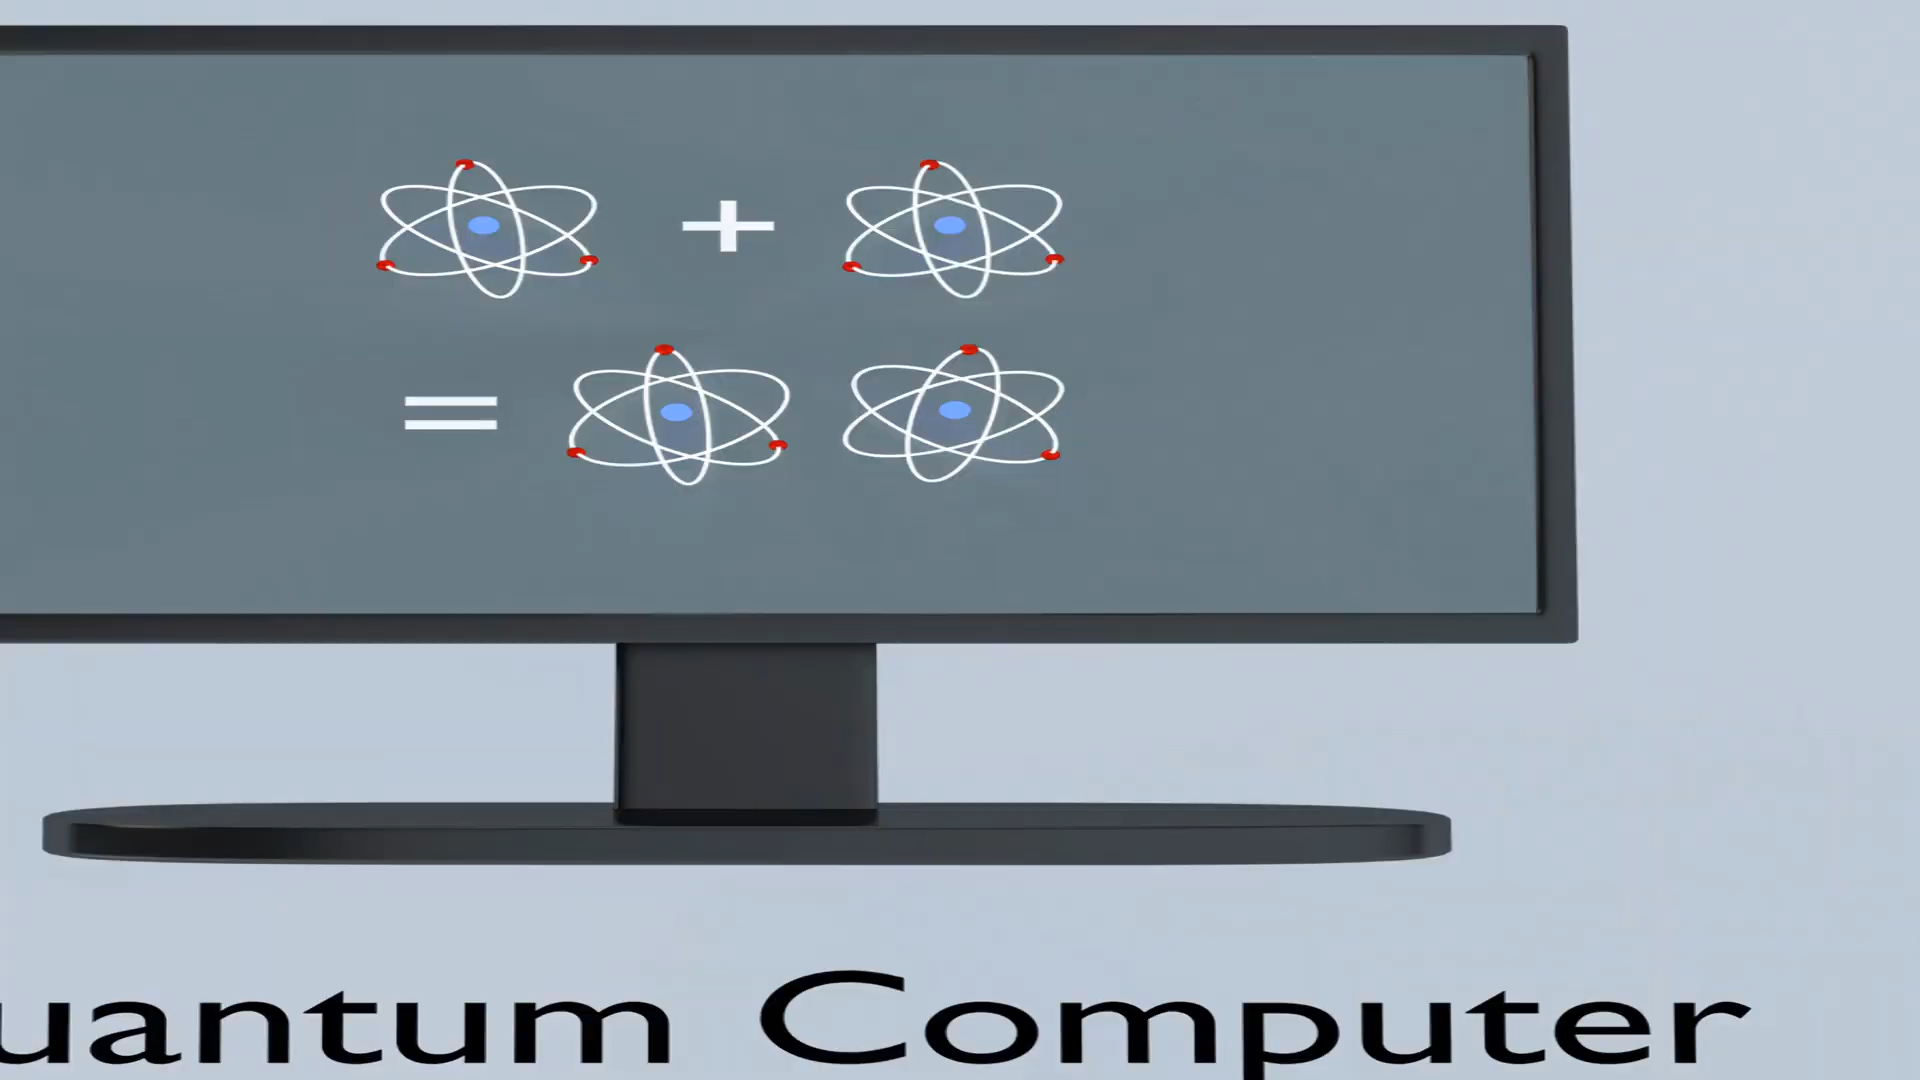 +
=
uantum Computer